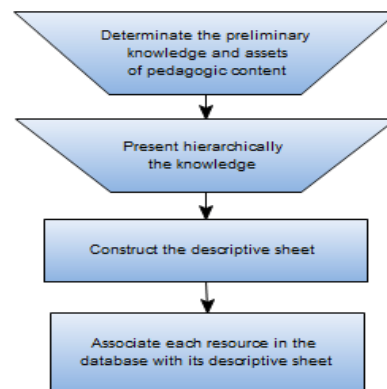 Determinate the preliminary
knowledge and assets
of pedagogic content
Present hierarchically
the knowledge
Construct the descriptive sheet
Associate each resource in the
database with its descriptive sheet